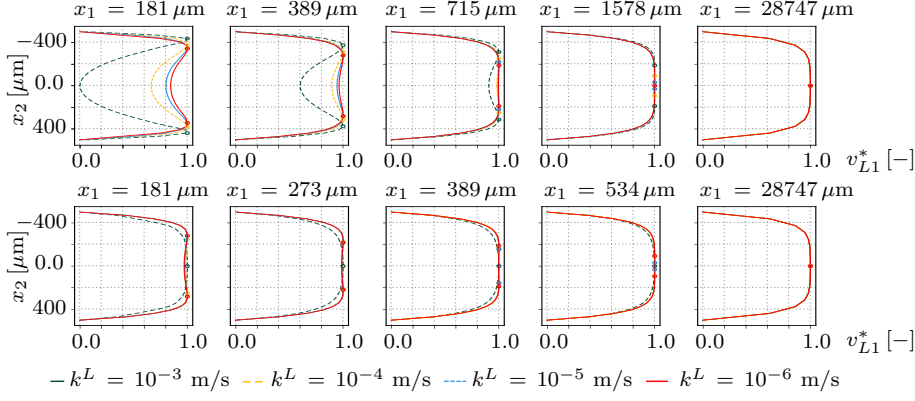 x₁ = 181 μm x₁ = 389 μm x₁ = 715 μm x₁ = 1578 μm x₁ = 28747 μm
x₂ [μm]
−400
0.0
400
0.0 1.0 0.0 1.0 0.0 1.0 0.0 1.0 0.0 1.0 v*_{L1} [−]
x₁ = 181 μm x₁ = 273 μm x₁ = 389 μm x₁ = 534 μm x₁ = 28747 μm
x₂ [μm]
−400
0.0
400
0.0 1.0 0.0 1.0 0.0 1.0 0.0 1.0 0.0 1.0 v*_{L1} [−]
k^L = 10⁻³ m/s k^L = 10⁻⁴ m/s k^L = 10⁻⁵ m/s k^L = 10⁻⁶ m/s